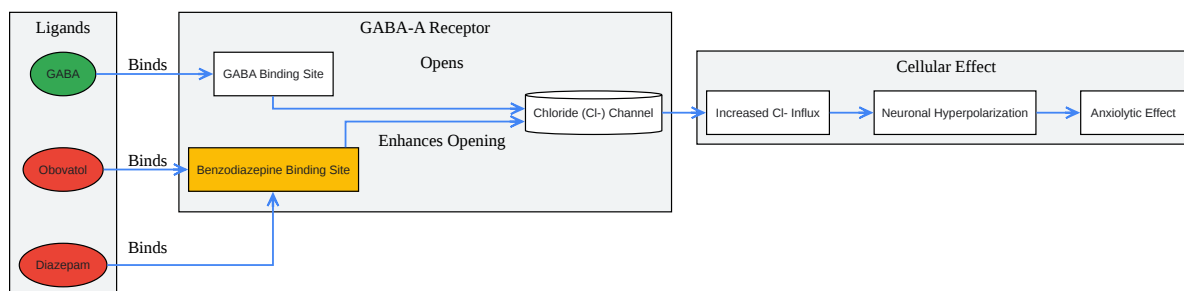 Ligands
GABA
Obovatol
Diazepam
Binds
Binds
Binds
GABA-A Receptor
GABA Binding Site
Opens
Chloride (Cl-) Channel
Enhances Opening
Benzodiazepine Binding Site
Cellular Effect
Increased Cl- Influx
Neuronal Hyperpolarization
Anxiolytic Effect